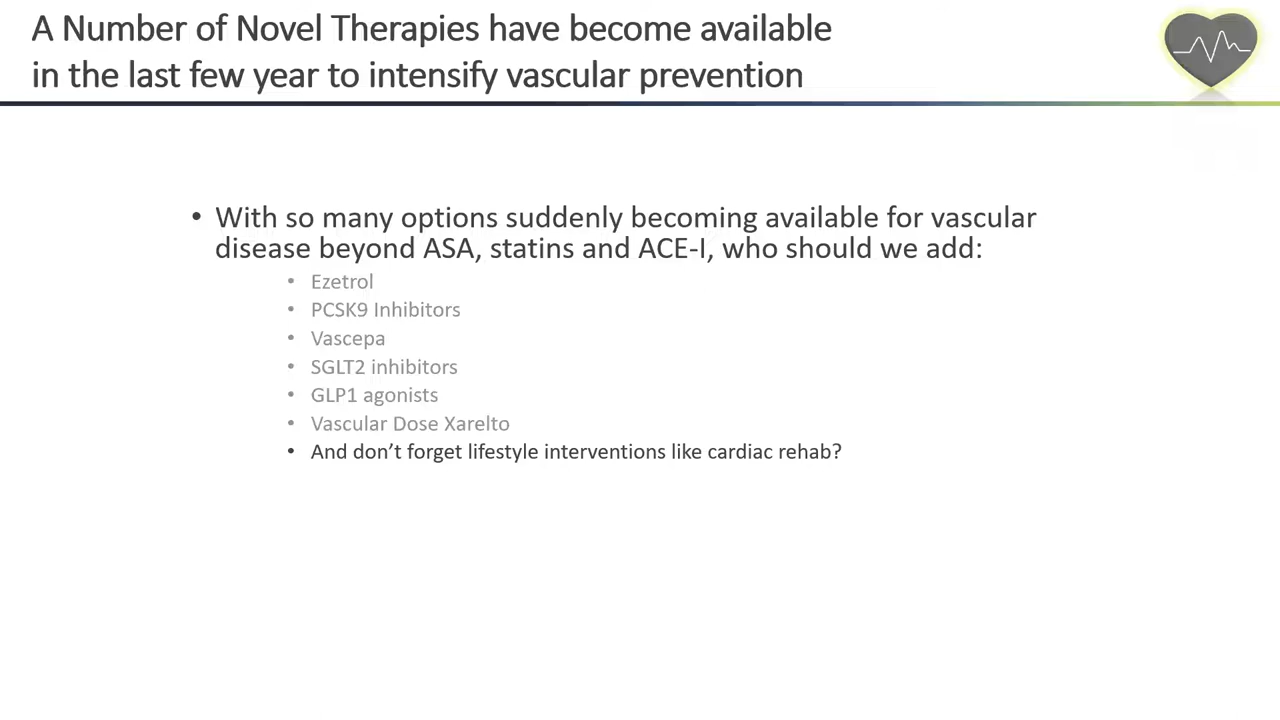 A Number of Novel Therapies have become available
in the last few year to intensify vascular prevention
• With so many options suddenly becoming available for vascular
disease beyond ASA, statins and ACE-I, who should we add:
• Ezetrol
• PCSK9 Inhibitors
• Vascepa
• SGLT2 inhibitors
• GLP1 agonists
• Vascular Dose Xarelto
• And don’t forget lifestyle interventions like cardiac rehab?